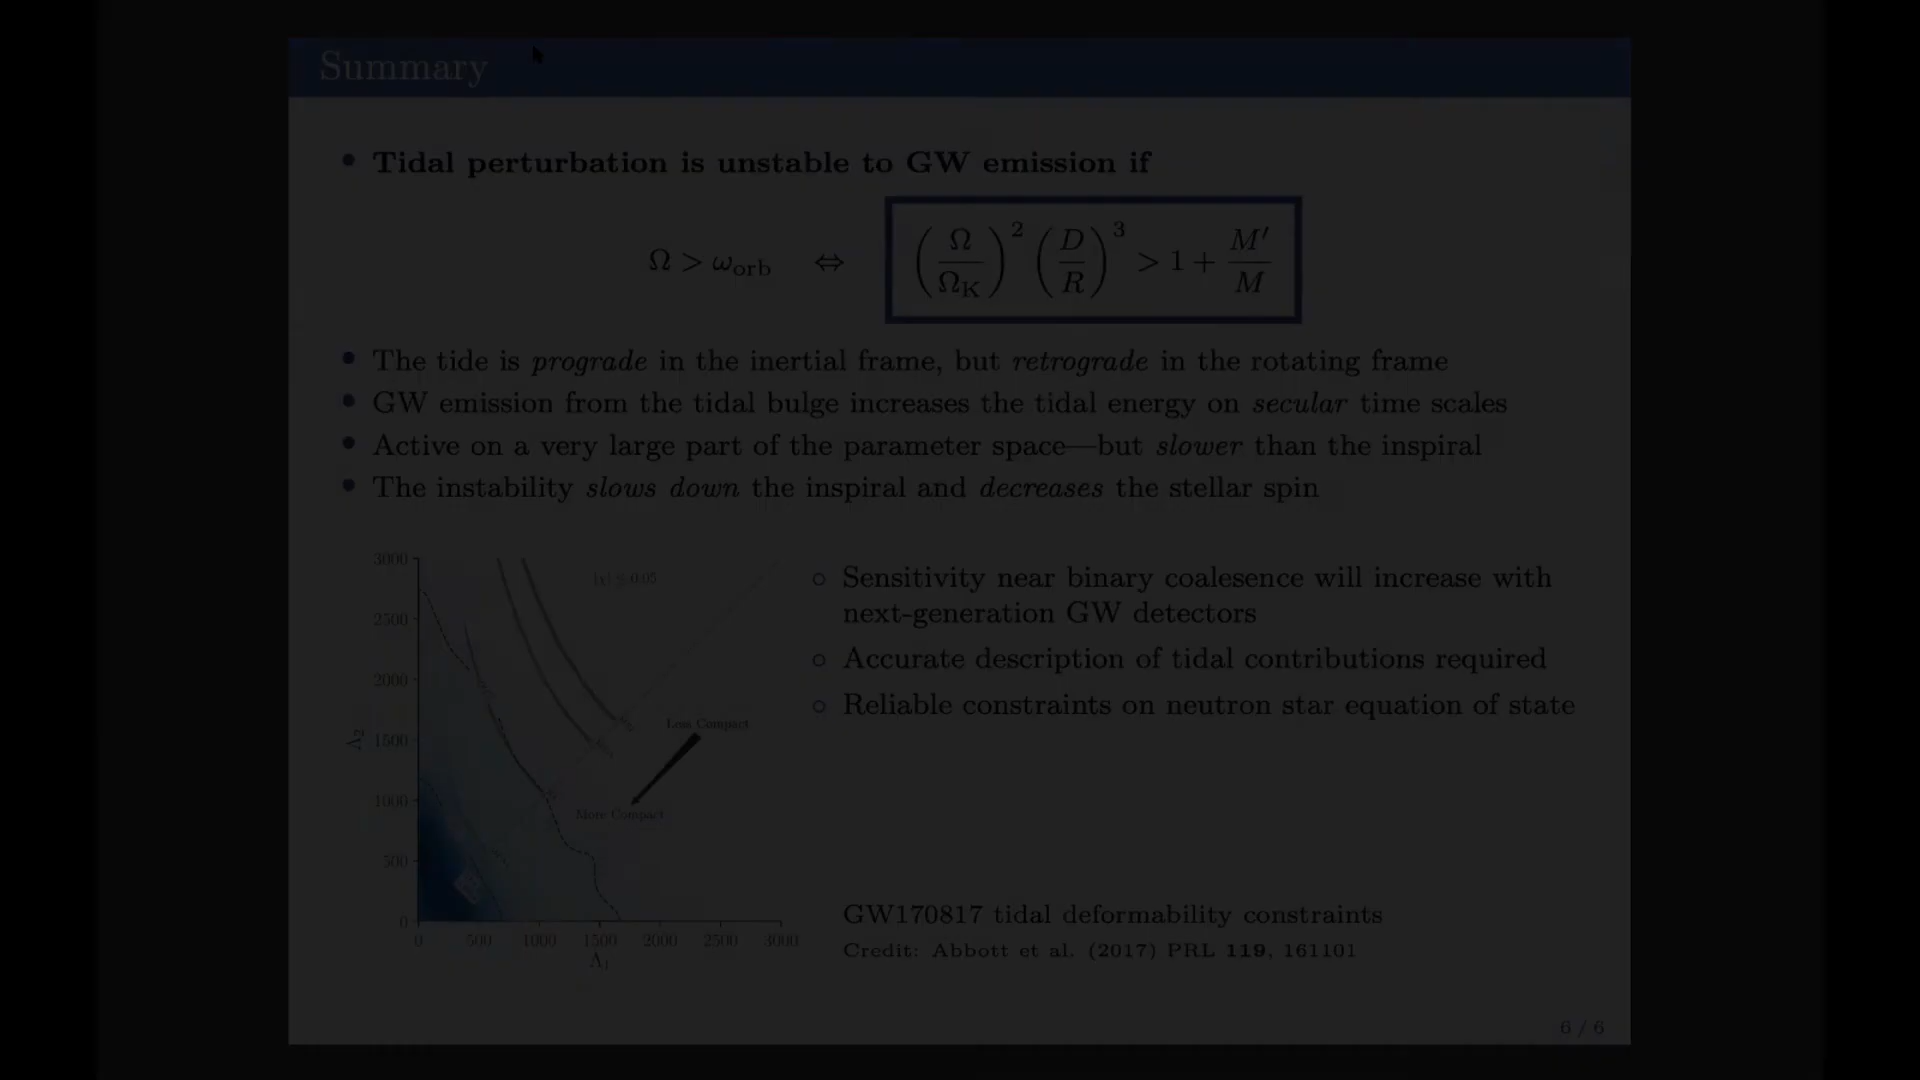 Summary
• Tidal perturbation is unstable to GW emission if
Ω > ω_orb ⇔ (Ω/Ω_K)² (D/R)³ > 1 + M′/M
• The tide is prograde in the inertial frame, but retrograde in the rotating frame
• GW emission from the tidal bulge increases the tidal energy on secular time scales
• Active on a very large part of the parameter space—but slower than the inspiral
• The instability slows down the inspiral and decreases the stellar spin
3000
2500
2000
1500
1000
500
0
Λ₂
0 500 1000 1500 2000 2500 3000
Λ₁
Less Compact
More Compact
○ Sensitivity near binary coalesence will increase with
next-generation GW detectors
○ Accurate description of tidal contributions required
○ Reliable constraints on neutron star equation of state
GW170817 tidal deformability constraints
Credit: Abbott et al. (2017) PRL 119, 161101
6 / 6